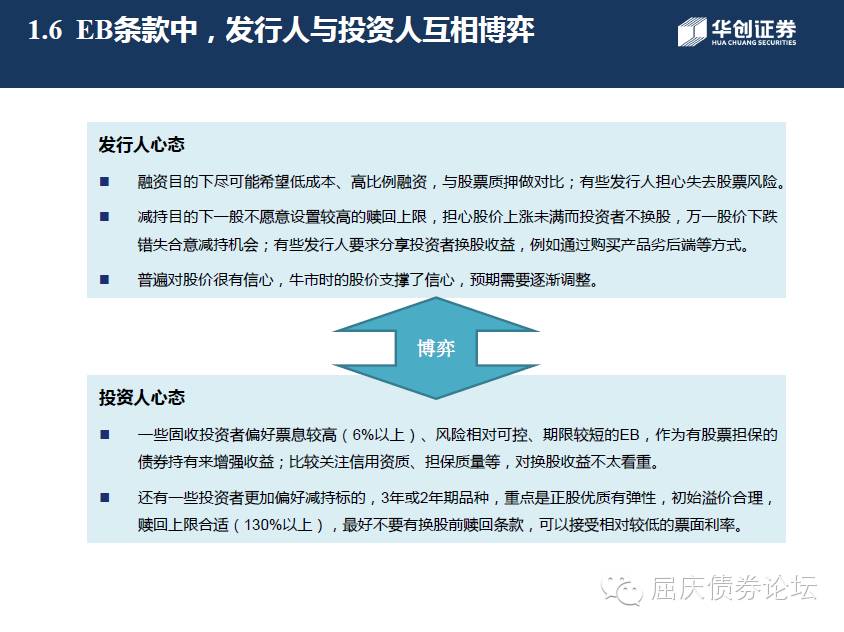 1.6 EB条款中，发行人与投资人互相博弈
华创证券
HUA CHUANG SECURITIES
发行人心态
■ 融资目的下尽可能希望低成本、高比例融资，与股票质押做对比；有些发行人担心失去股票风险。
■ 减持目的下一般不愿意设置较高的赎回上限，担心股价上涨未满而投资者不换股，万一股价下跌
错失合意减持机会；有些发行人要求分享投资者换股收益，例如通过购买产品劣后端等方式。
■ 普遍对股价很有信心，牛市时的股价支撑了信心，预期需要逐渐调整。
博弈
投资人心态
■ 一些固收投资者偏好票息较高（6%以上）、风险相对可控、期限较短的EB，作为有股票担保的
债券持有来增强收益；比较关注信用资质、担保质量等，对换股收益不太看重。
■ 还有一些投资者更加偏好减持标的，3年或2年期品种，重点是正股优质有弹性，初始溢价合理，
赎回上限合适（130%以上），最好不要有换股前赎回条款，可以接受相对较低的票面利率。
屈庆债券论坛